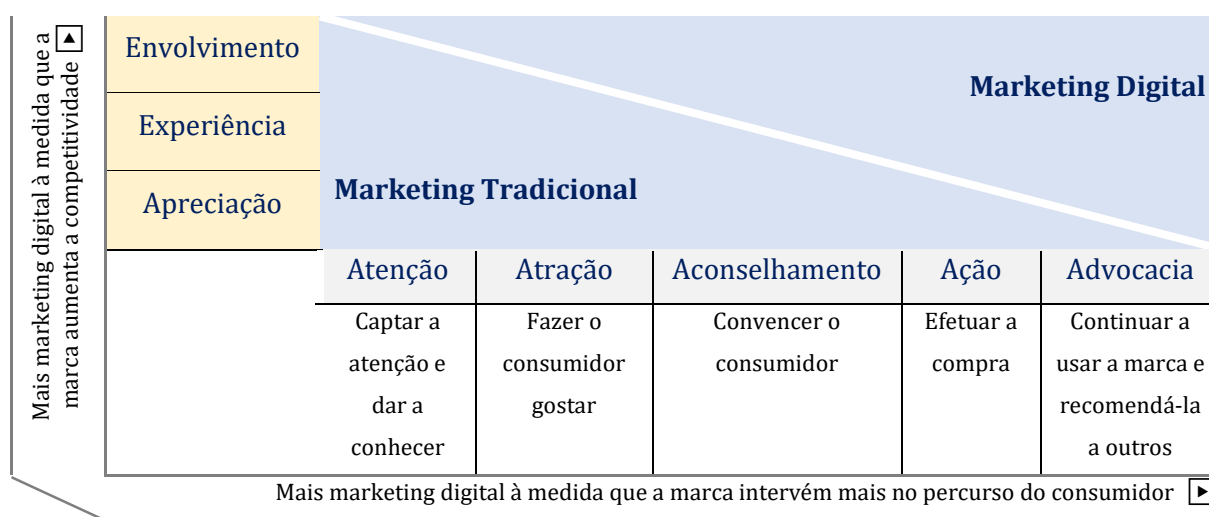 Mais marketing digital à medida que a
marca aumenta a competitividade
Envolvimento
Experiência
Apreciação
Marketing Digital
Marketing Tradicional
Atenção
Atração
Aconselhamento
Ação
Advocacia
Captar a
atenção e
dar a
conhecer
Fazer o
consumidor
gostar
Convencer o
consumidor
Efetuar a
compra
Continuar a
usar a marca e
recomendá-la
a outros
Mais marketing digital à medida que a marca intervém mais no percurso do consumidor